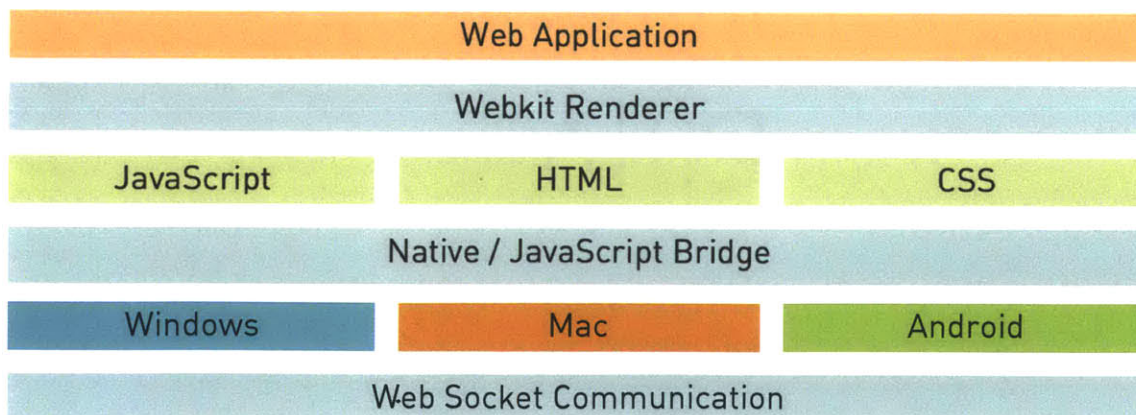 Web Application
Webkit Renderer
JavaScript HTML CSS
Native / JavaScript Bridge
Windows Mac Android
Web Socket Communication